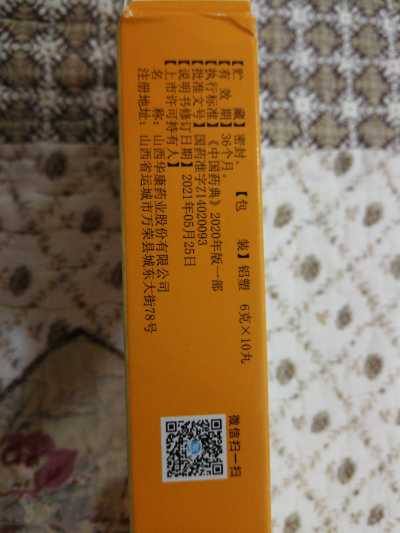 【贮　　藏】密封。　【包　　装】铝塑　6克×10丸
【有 效 期】36个月。
【执行标准】《中国药典》2020年版一部
【批准文号】国药准字Z14020093
【说明书修订日期】2021年05月25日
【上市许可持有人】
名　　称：山西华康药业股份有限公司
注册地址：山西省运城市万荣县城东大街78号
微信扫一扫